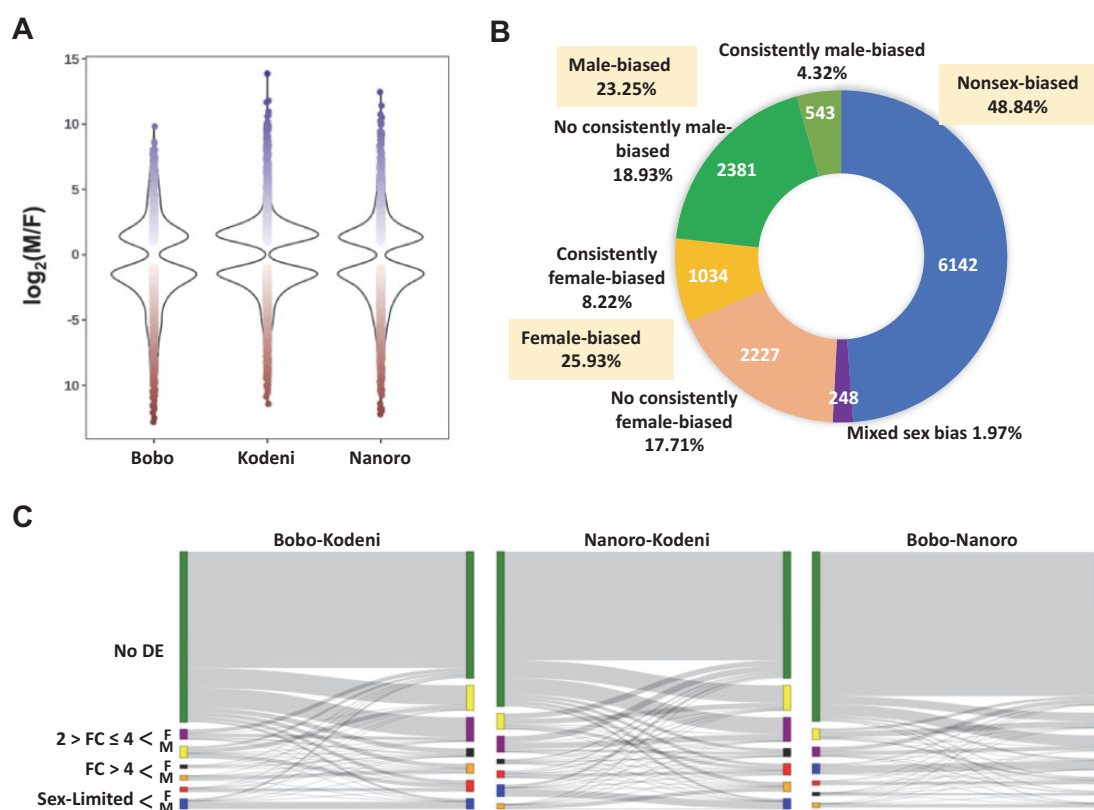 A
15
10
5
0
-5
10
log2(M/F)
Bobo
Kodeni
Nanoro
B
Consistently male-biased
4.32%
Male-biased
23.25%
Nonsex-biased
48.84%
No consistently male-
biased
18.93%
543
2381
6142
Consistently
female-biased
8.22%
1034
Female-biased
25.93%
2227
248
No consistently
female-biased
17.71%
Mixed sex bias 1.97%
C
Bobo-Kodeni
Nanoro-Kodeni
Bobo-Nanoro
No DE
2 > FC ≤ 4 < F
M
FC > 4 < F
M
Sex-Limited < F
M